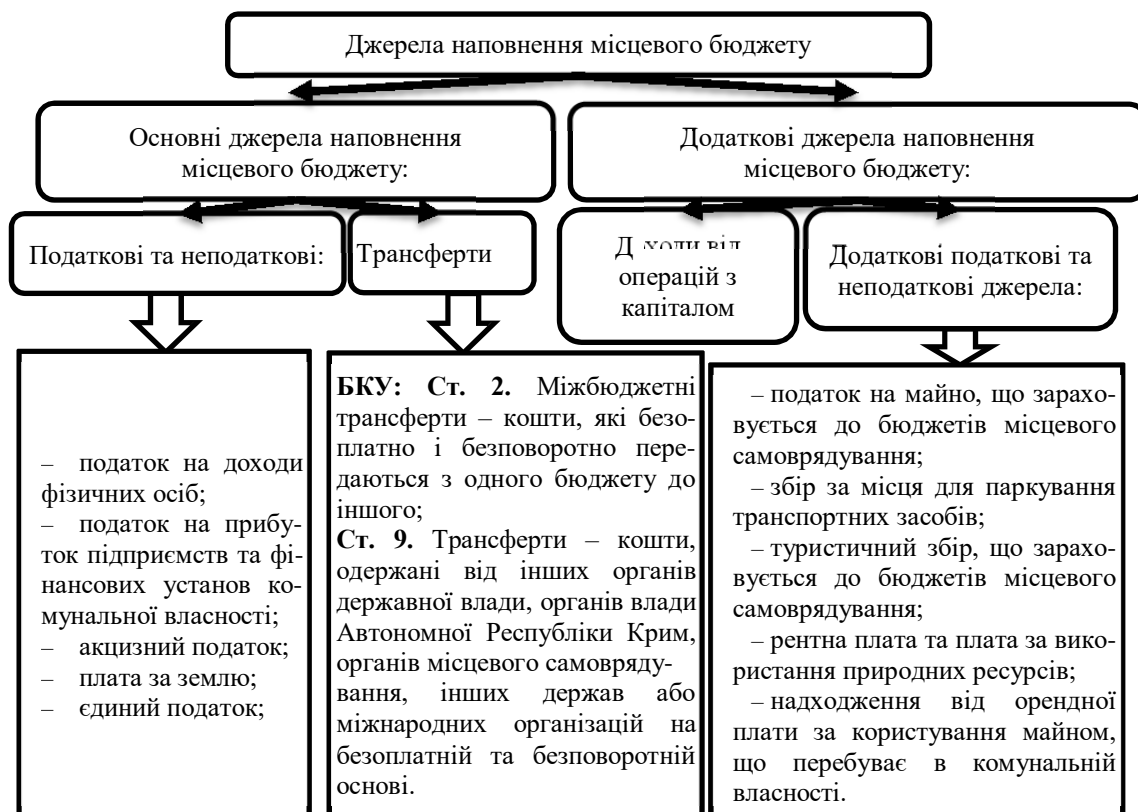 Джерела наповнення місцевого бюджету
Основні джерела наповнення
місцевого бюджету:
Додаткові джерела наповнення
місцевого бюджету:
Податкові та неподаткові:
Трансферти
від
операцій з
капіталом
Додаткові податкові та
неподаткові джерела:
– податок на доходи
фізичних осіб;
– податок на прибу-
ток підприємств та фі-
нансових установ ко-
мунальної власності;
– акцизний податок;
– плата за землю;
– єдиний податок;
БКУ: Ст. 2. Міжбюджетні
трансферти – кошти, які безо-
платно і безповоротно пере-
даються з одного бюджету до
іншого;
Ст. 9. Трансферти – кошти,
одержані від інших органів
державної влади, органів влади
Автономної Республіки Крим,
органів місцевого самовряду-
вання, інших держав або
міжнародних організацій на
безоплатній та безповоротній
основі.
– податок на майно, що зарахо-
вується до бюджетів місцевого
самоврядування;
– збір за місця для паркування
транспортних засобів;
– туристичний збір, що зарахо-
вується до бюджетів місцевого
самоврядування;
– рентна плата та плата за вико-
ристання природних ресурсів;
– надходження від орендної
плати за користування майном,
що перебуває в комунальній
власності.